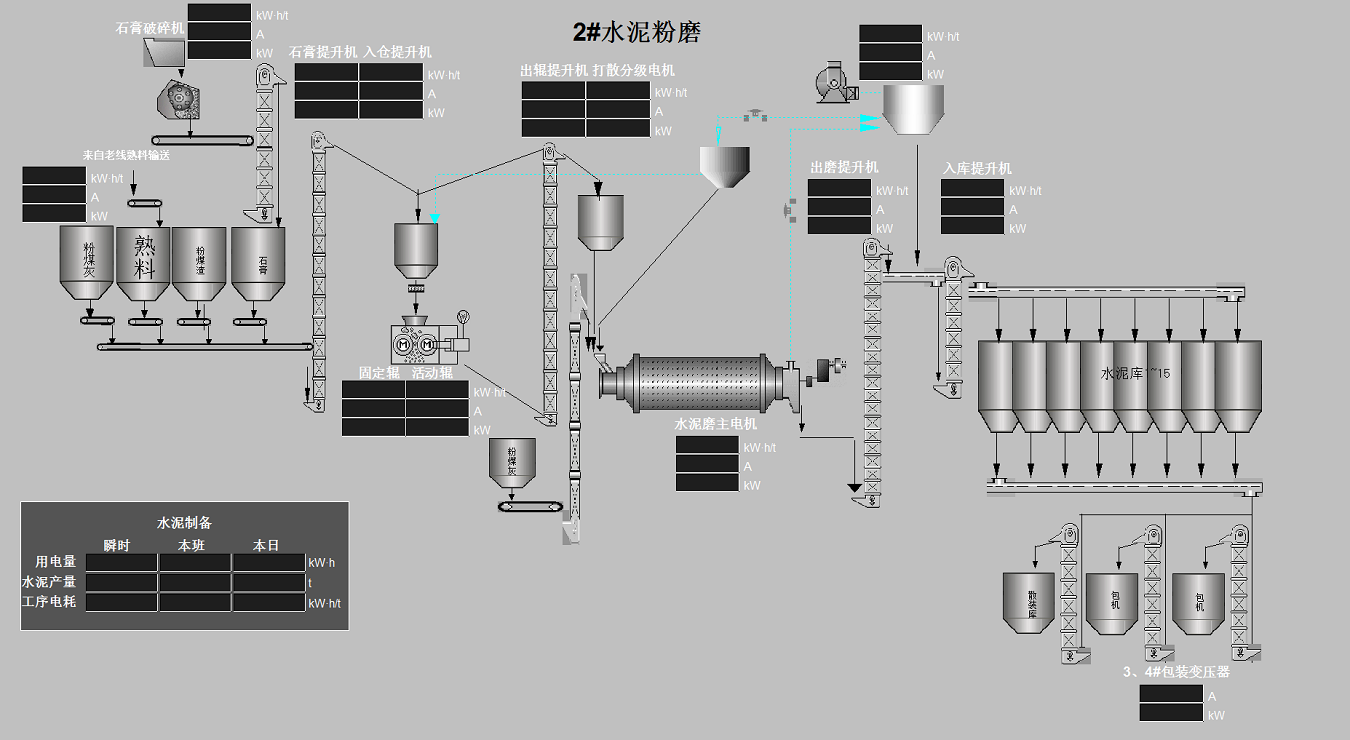 2#水泥粉磨
石膏破碎机
kW·h/t
A
kW
石膏提升机 入仓提升机
kW·h/t
A
kW
出辊提升机 打散分级电机
kW·h/t
A
kW
kW·h/t
A
kW
来自老线熟料输送
kW·h/t
A
kW
出磨提升机
kW·h/t
A
kW
入库提升机
kW·h/t
A
kW
粉煤灰
熟料
粉煤渣
石膏
M
M
固定辊 活动辊
kW·h/t
A
kW
水泥磨主电机
kW·h/t
A
kW
水泥库1~15
粉煤灰
水泥制备
瞬时 本班 本日
用电量 kW·h
水泥产量 t
工序电耗 kW·h/t
散装库
包机
包机
3、4#包装变压器
A
kW